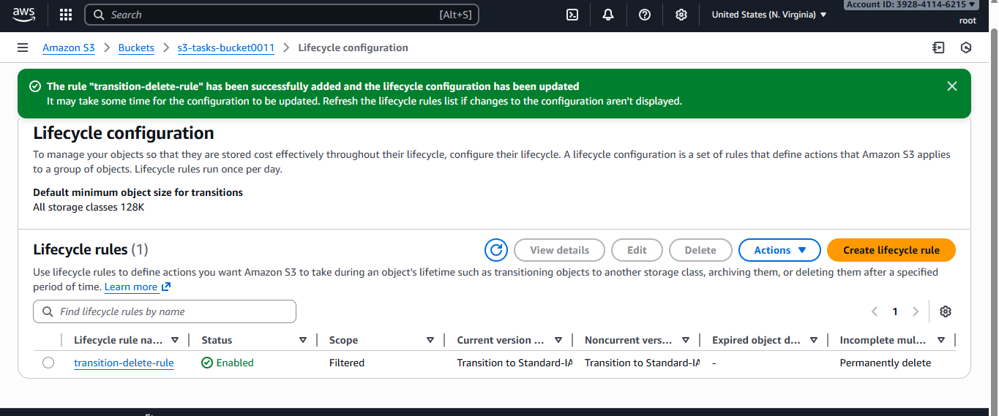 aws
Search [Alt+S] United States (N. Virginia) Account ID: 3928-4114-6215
root
Amazon S3 Buckets s3-tasks-bucket0011 Lifecycle configuration
The rule "transition-delete-rule" has been successfully added and the lifecycle configuration has been updated
It may take some time for the configuration to be updated. Refresh the lifecycle rules list if changes to the configuration aren't displayed.
Lifecycle configuration
To manage your objects so that they are stored cost effectively throughout their lifecycle, configure their lifecycle. A lifecycle configuration is a set of rules that define actions that Amazon S3 applies
to a group of objects. Lifecycle rules run once per day.
Default minimum object size for transitions
All storage classes 128K
Lifecycle rules (1) View details Edit Delete Actions Create lifecycle rule
Use lifecycle rules to define actions you want Amazon S3 to take during an object's lifetime such as transitioning objects to another storage class, archiving them, or deleting them after a specified
period of time. Learn more
Find lifecycle rules by name 1
Lifecycle rule na... Status Scope Current version ... Noncurrent vers... Expired object d... Incomplete mul...
transition-delete-rule Enabled Filtered Transition to Standard-IA Transition to Standard-IA - Permanently delete